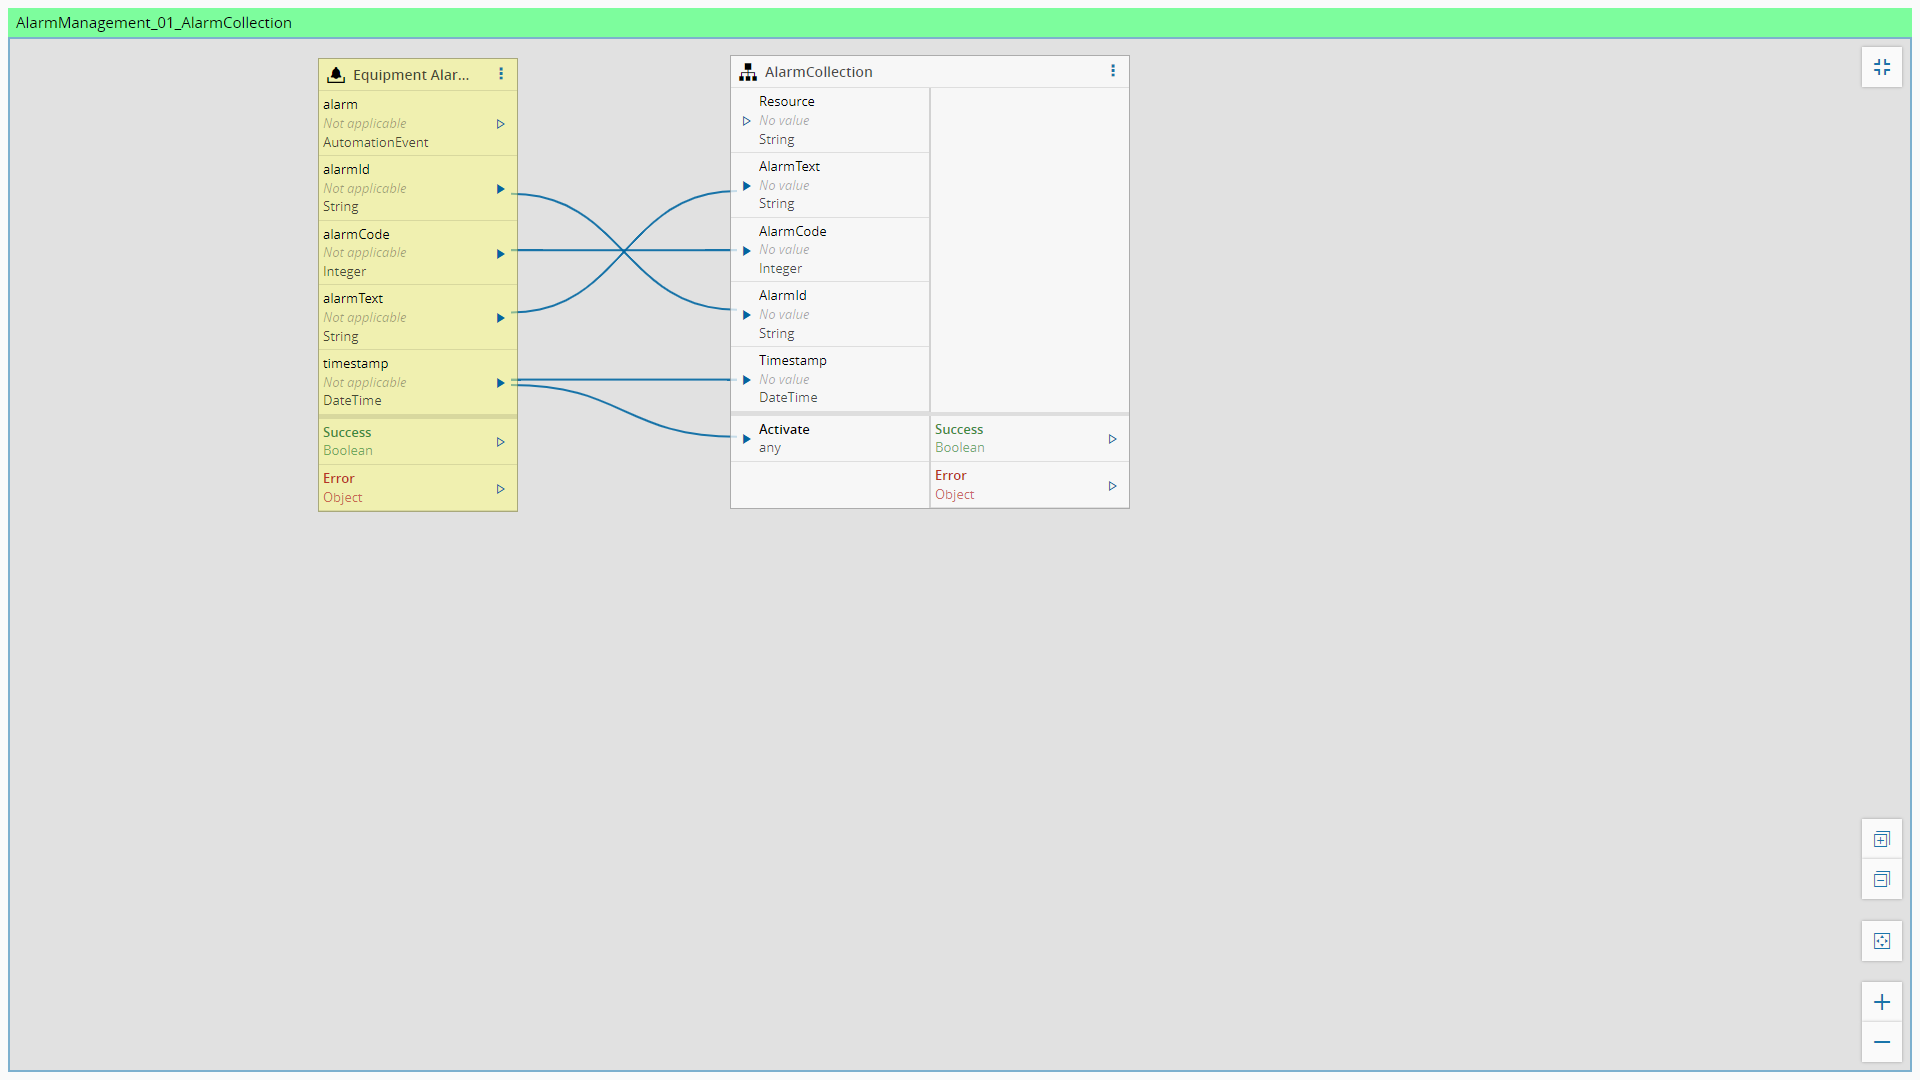 AlarmManagement_01_AlarmCollection
Equipment Alar...
alarm
Not applicable
AutomationEvent
alarmId
Not applicable
String
alarmCode
Not applicable
Integer
alarmText
Not applicable
String
timestamp
Not applicable
DateTime
Success
Boolean
Error
Object
AlarmCollection
Resource
No value
String
AlarmText
No value
String
AlarmCode
No value
Integer
AlarmId
No value
String
Timestamp
No value
DateTime
Activate
any
Success
Boolean
Error
Object